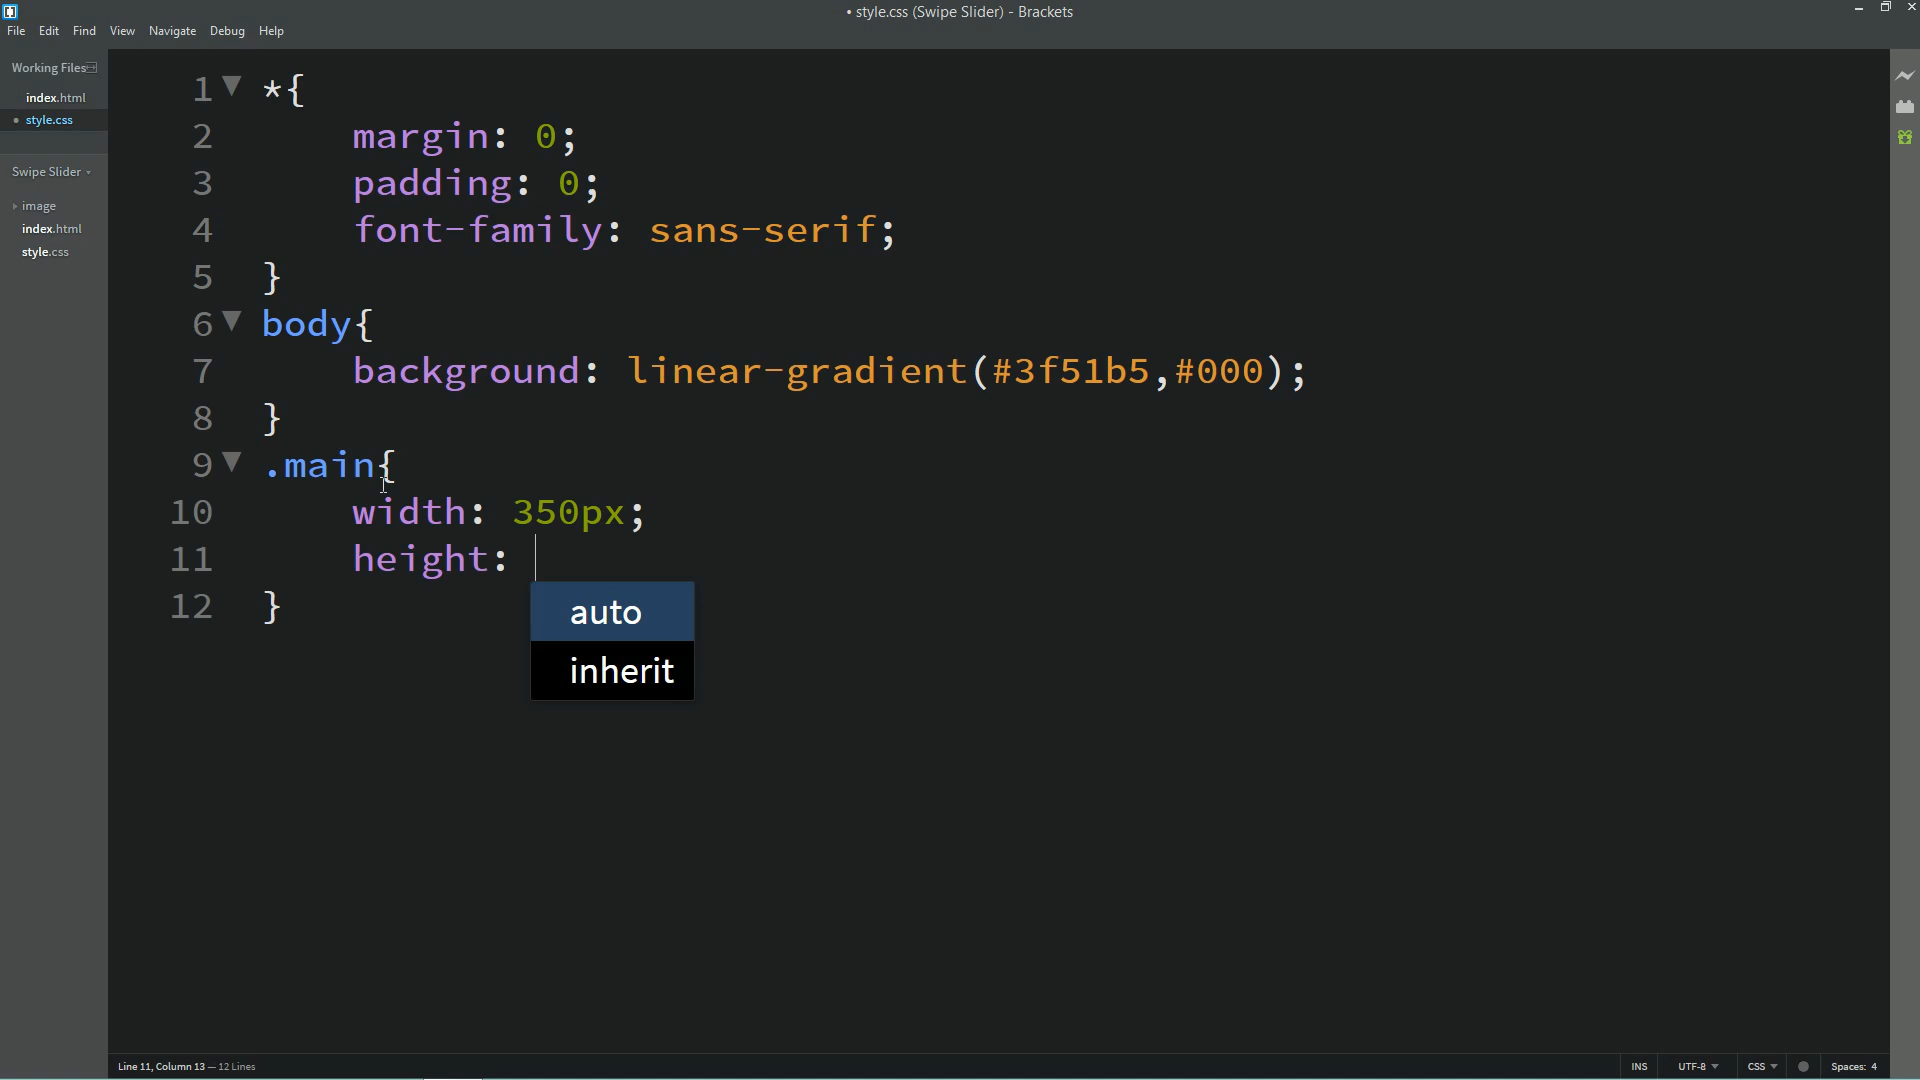 • style.css (Swipe Slider) - Brackets
File Edit Find View Navigate Debug Help
Working Files
index.html
• style.css
Swipe Slider
image
index.html
style.css
1 *{
2 margin: 0;
3 padding: 0;
4 font-family: sans-serif;
5 }
6 body{
7 background: linear-gradient(#3f51b5,#000);
8 }
9 .main{
10 width: 350px;
11 height:
12 }
auto
inherit
Line 11, Column 13 — 12 Lines
INS UTF-8 CSS Spaces: 4